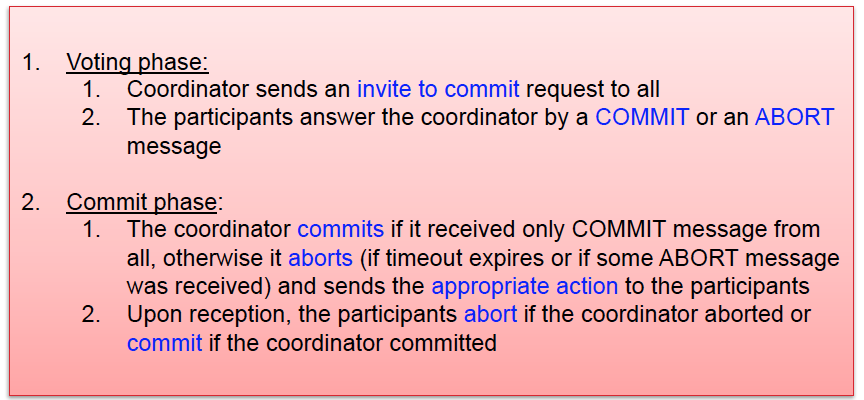 1. Voting phase:
1. Coordinator sends an invite to commit request to all
2. The participants answer the coordinator by a COMMIT or an ABORT
message
2. Commit phase:
1. The coordinator commits if it received only COMMIT message from
all, otherwise it aborts (if timeout expires or if some ABORT message
was received) and sends the appropriate action to the participants
2. Upon reception, the participants abort if the coordinator aborted or
commit if the coordinator committed